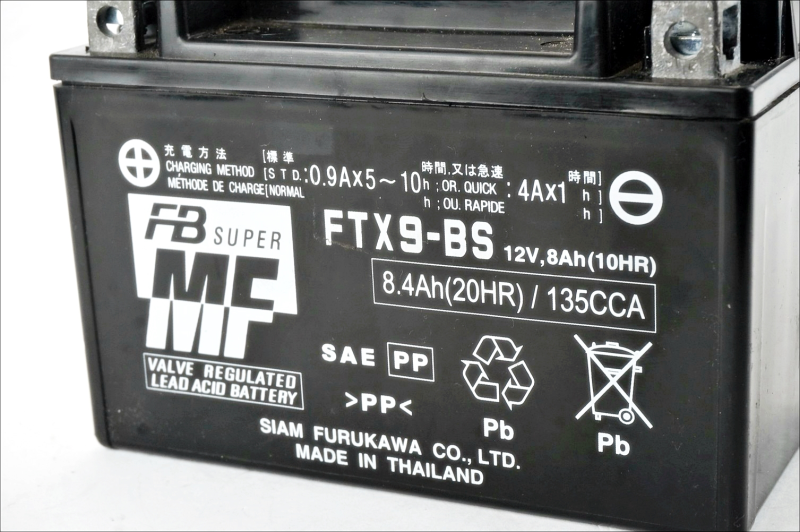 充電方法 [標準 時間,又は急速 時間]
CHARGING METHOD [STD.:0.9A×5～10h ; OR. QUICK : 4A×1 h ]
MÉTHODE DE CHARGE[NORMAL h ; OU. RAPIDE h ]
FB SUPER
MF
FTX9-BS 12V,8Ah(10HR)
8.4Ah(20HR) / 135CCA
VALVE REGULATED
LEAD ACID BATTERY
SAE PP
>PP<
Pb
Pb
SIAM FURUKAWA CO., LTD.
MADE IN THAILAND